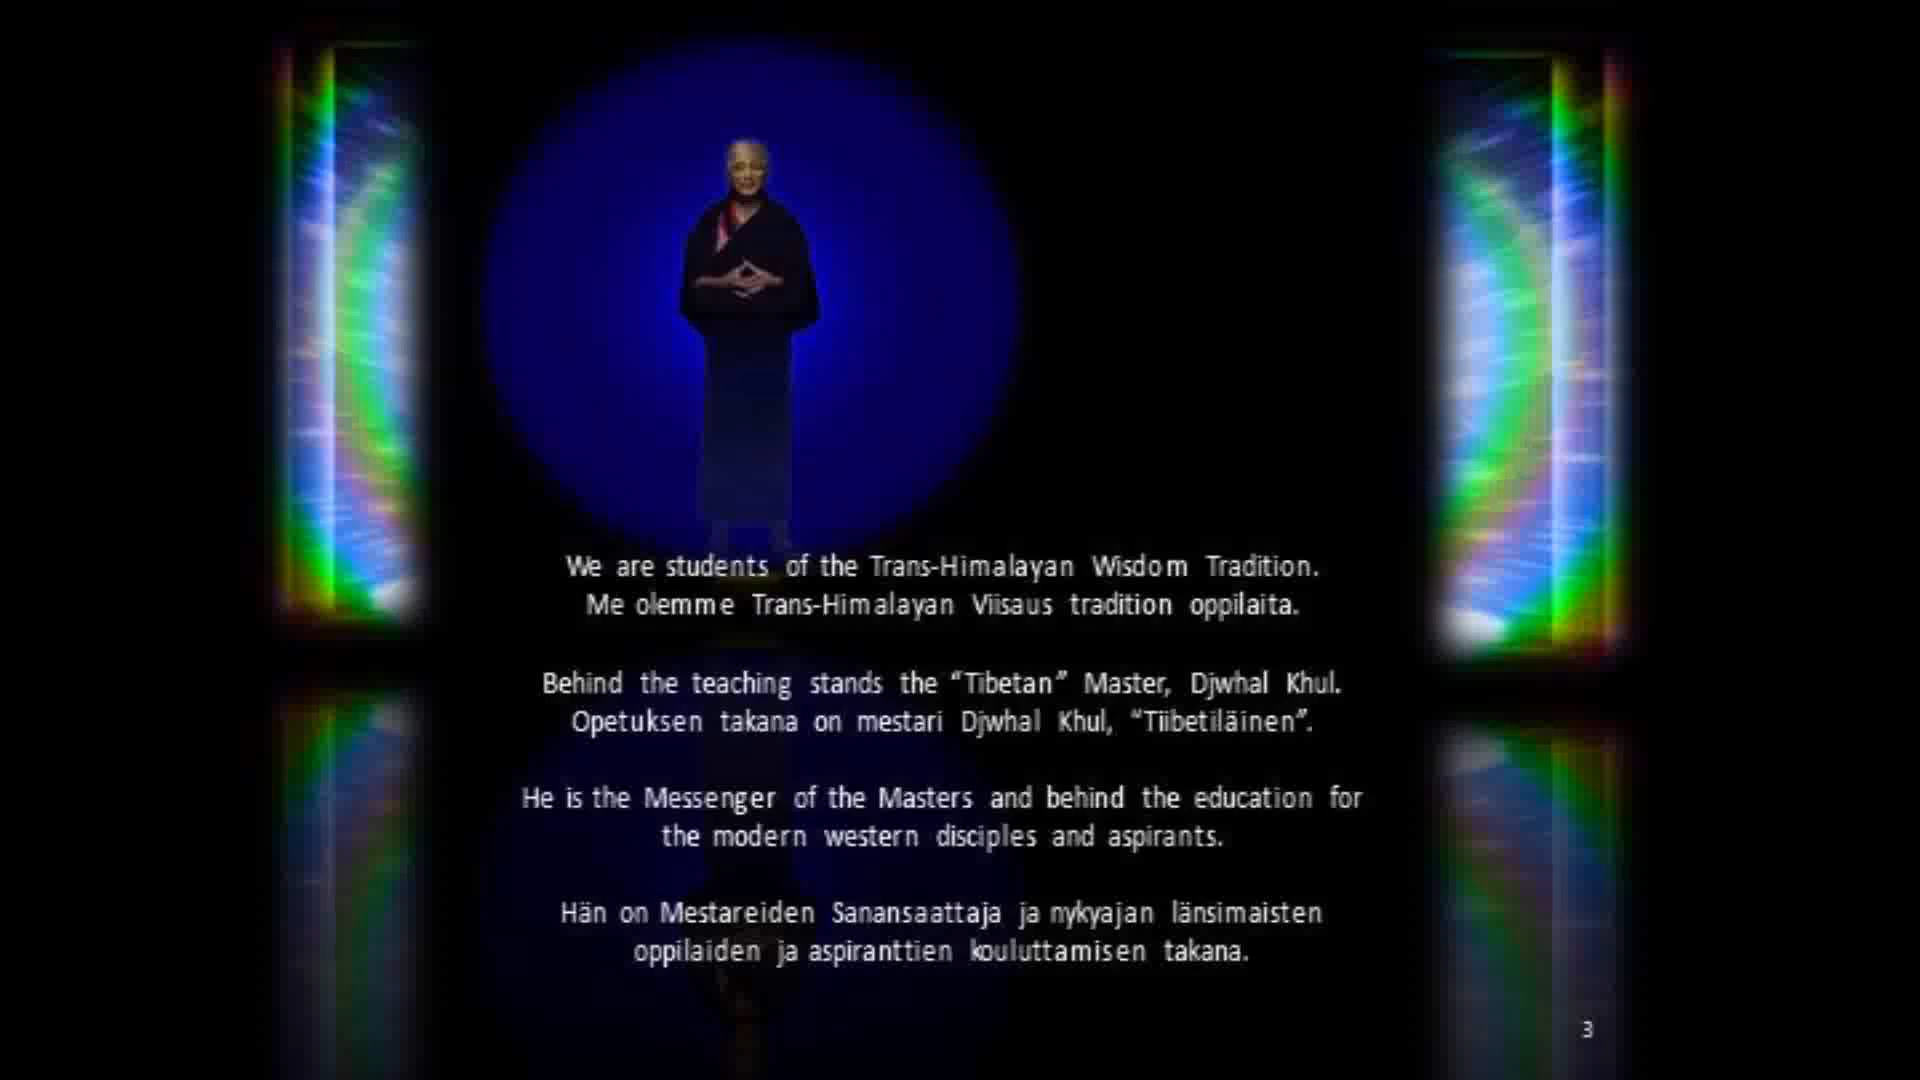 We are students of the Trans-Himalayan Wisdom Tradition.
Me olemme Trans-Himalayan Viisaus tradition oppilaita.
Behind the teaching stands the “Tibetan” Master, Djwhal Khul.
Opetuksen takana on mestari Djwhal Khul, “Tiibetiläinen”.
He is the Messenger of the Masters and behind the education for
the modern western disciples and aspirants.
Hän on Mestareiden Sanansaattaja ja nykyajan länsimaisten
oppilaiden ja aspiranttien kouluttamisen takana.
3